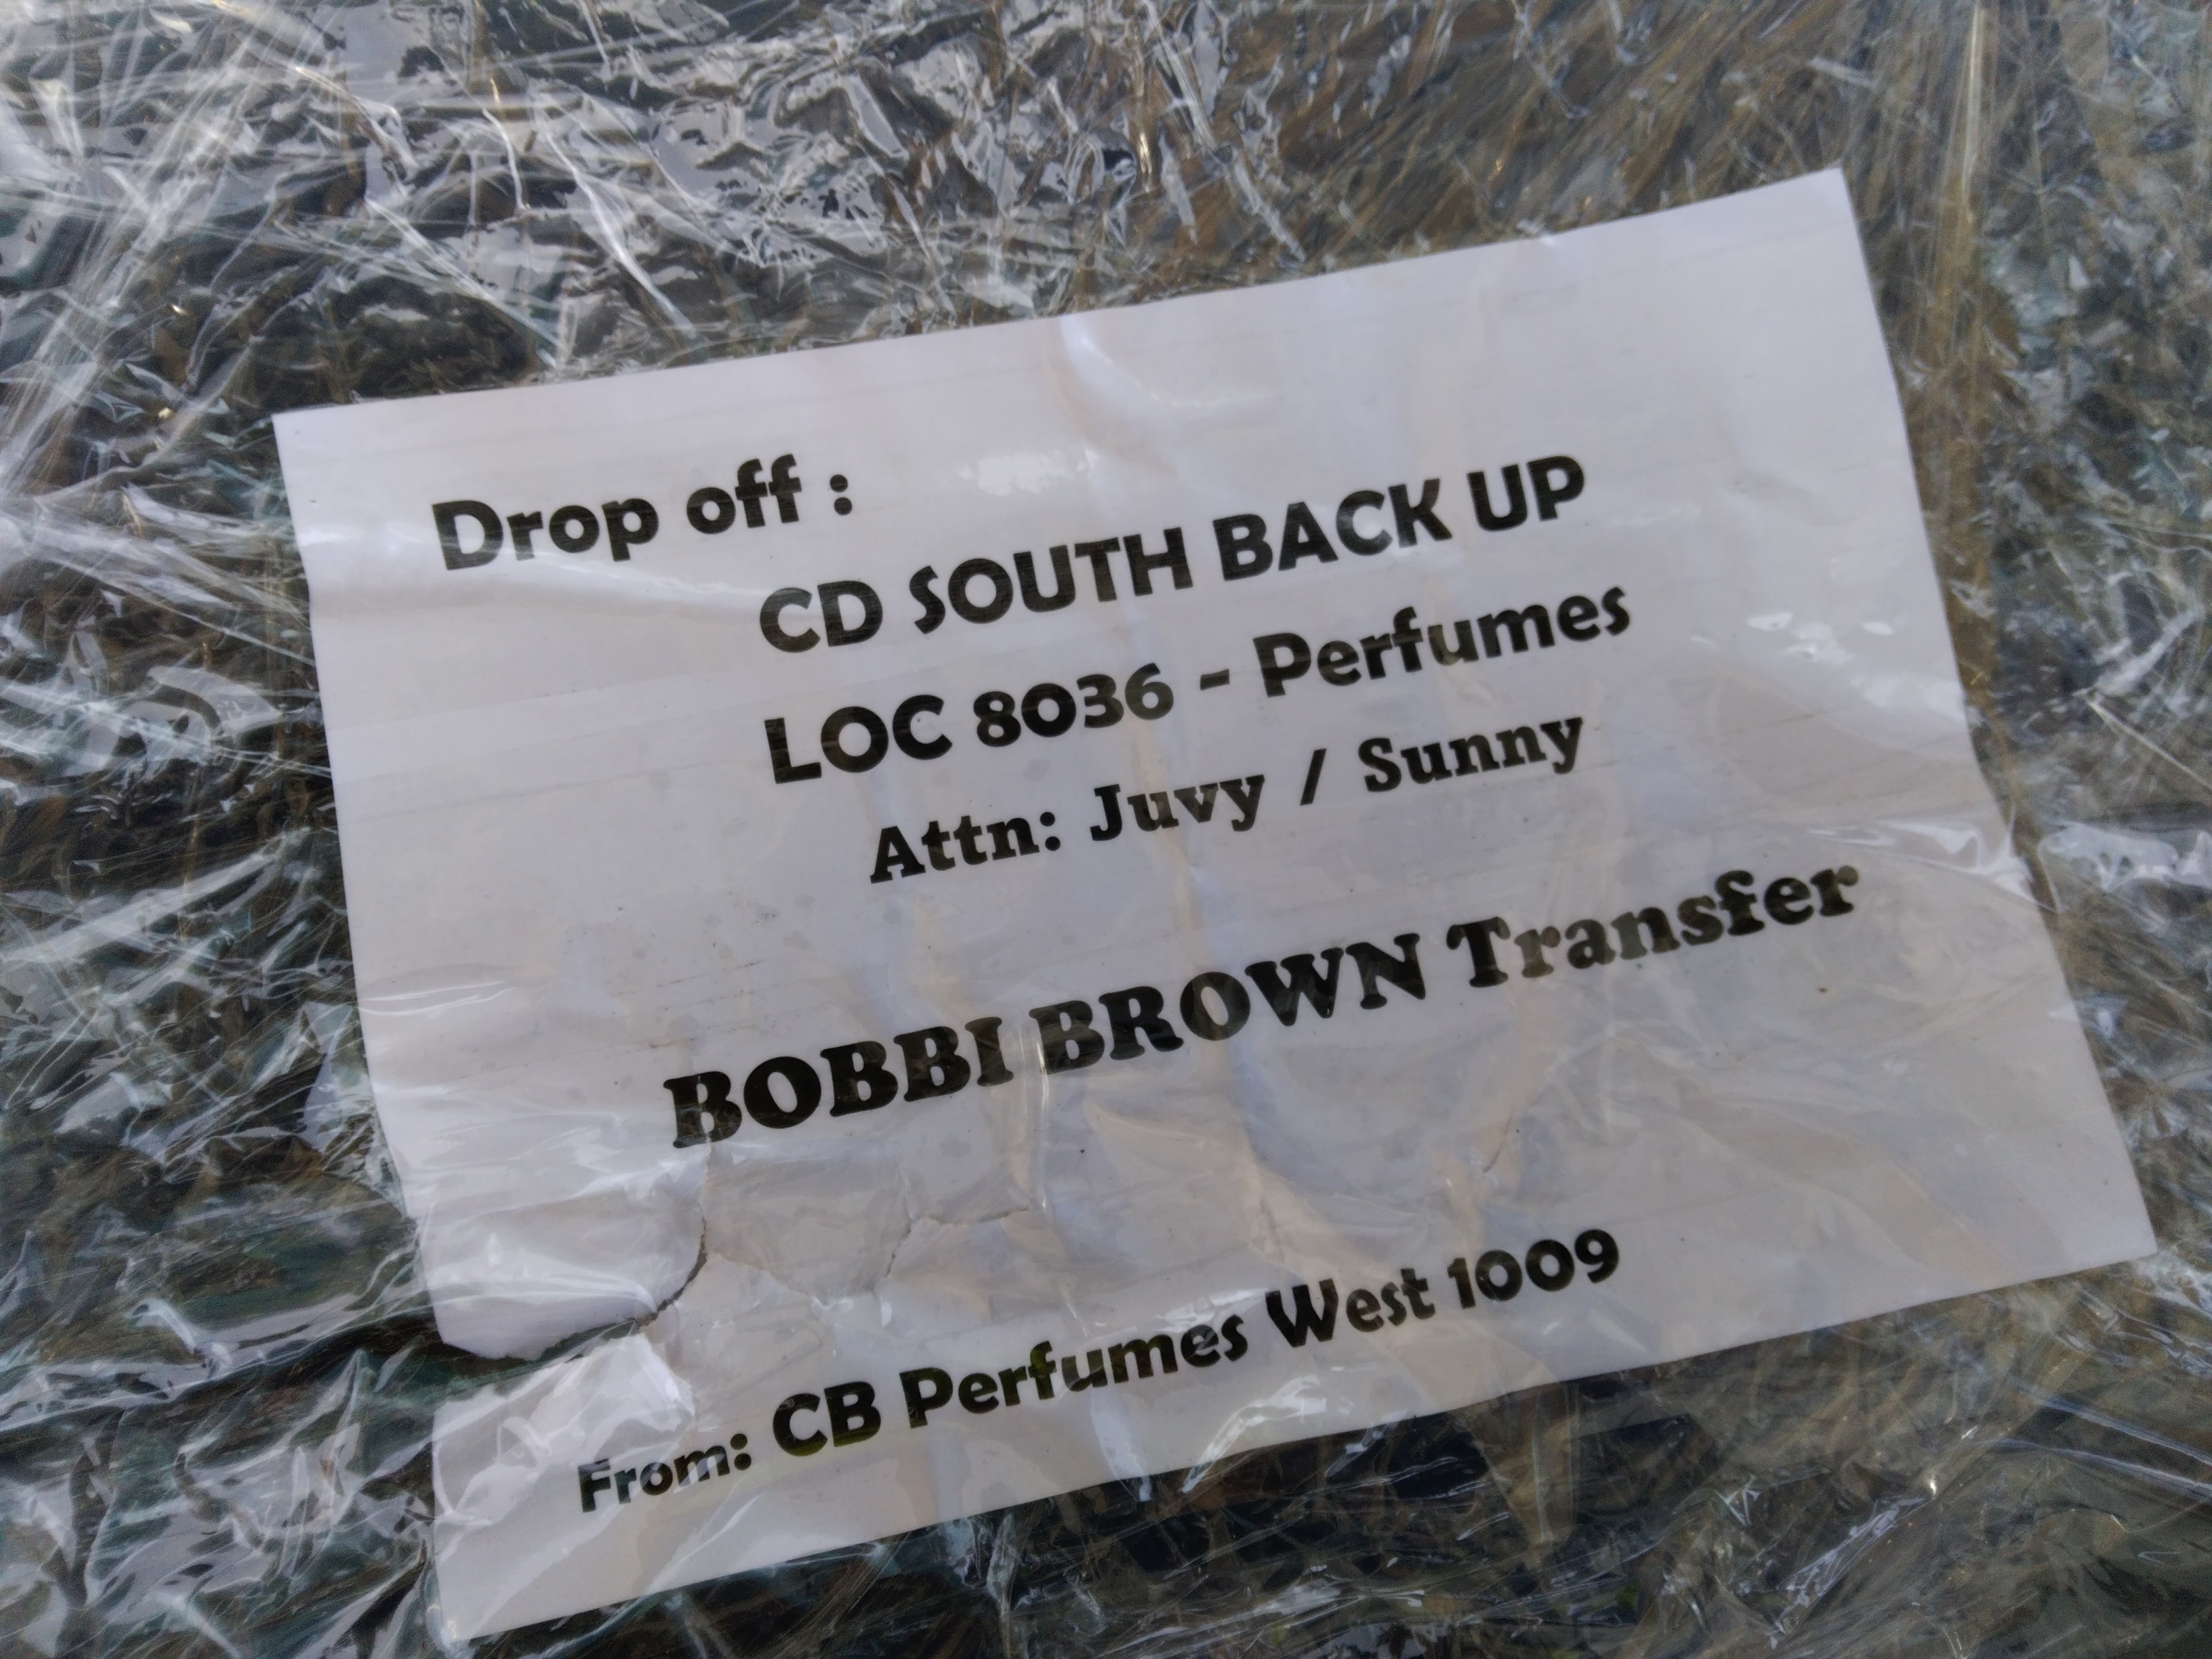 Drop off :
CD SOUTH BACK UP
LOC 8036 - Perfumes
Attn: Juvy / Sunny
BOBBI BROWN Transfer
From: CB Perfumes West 1009